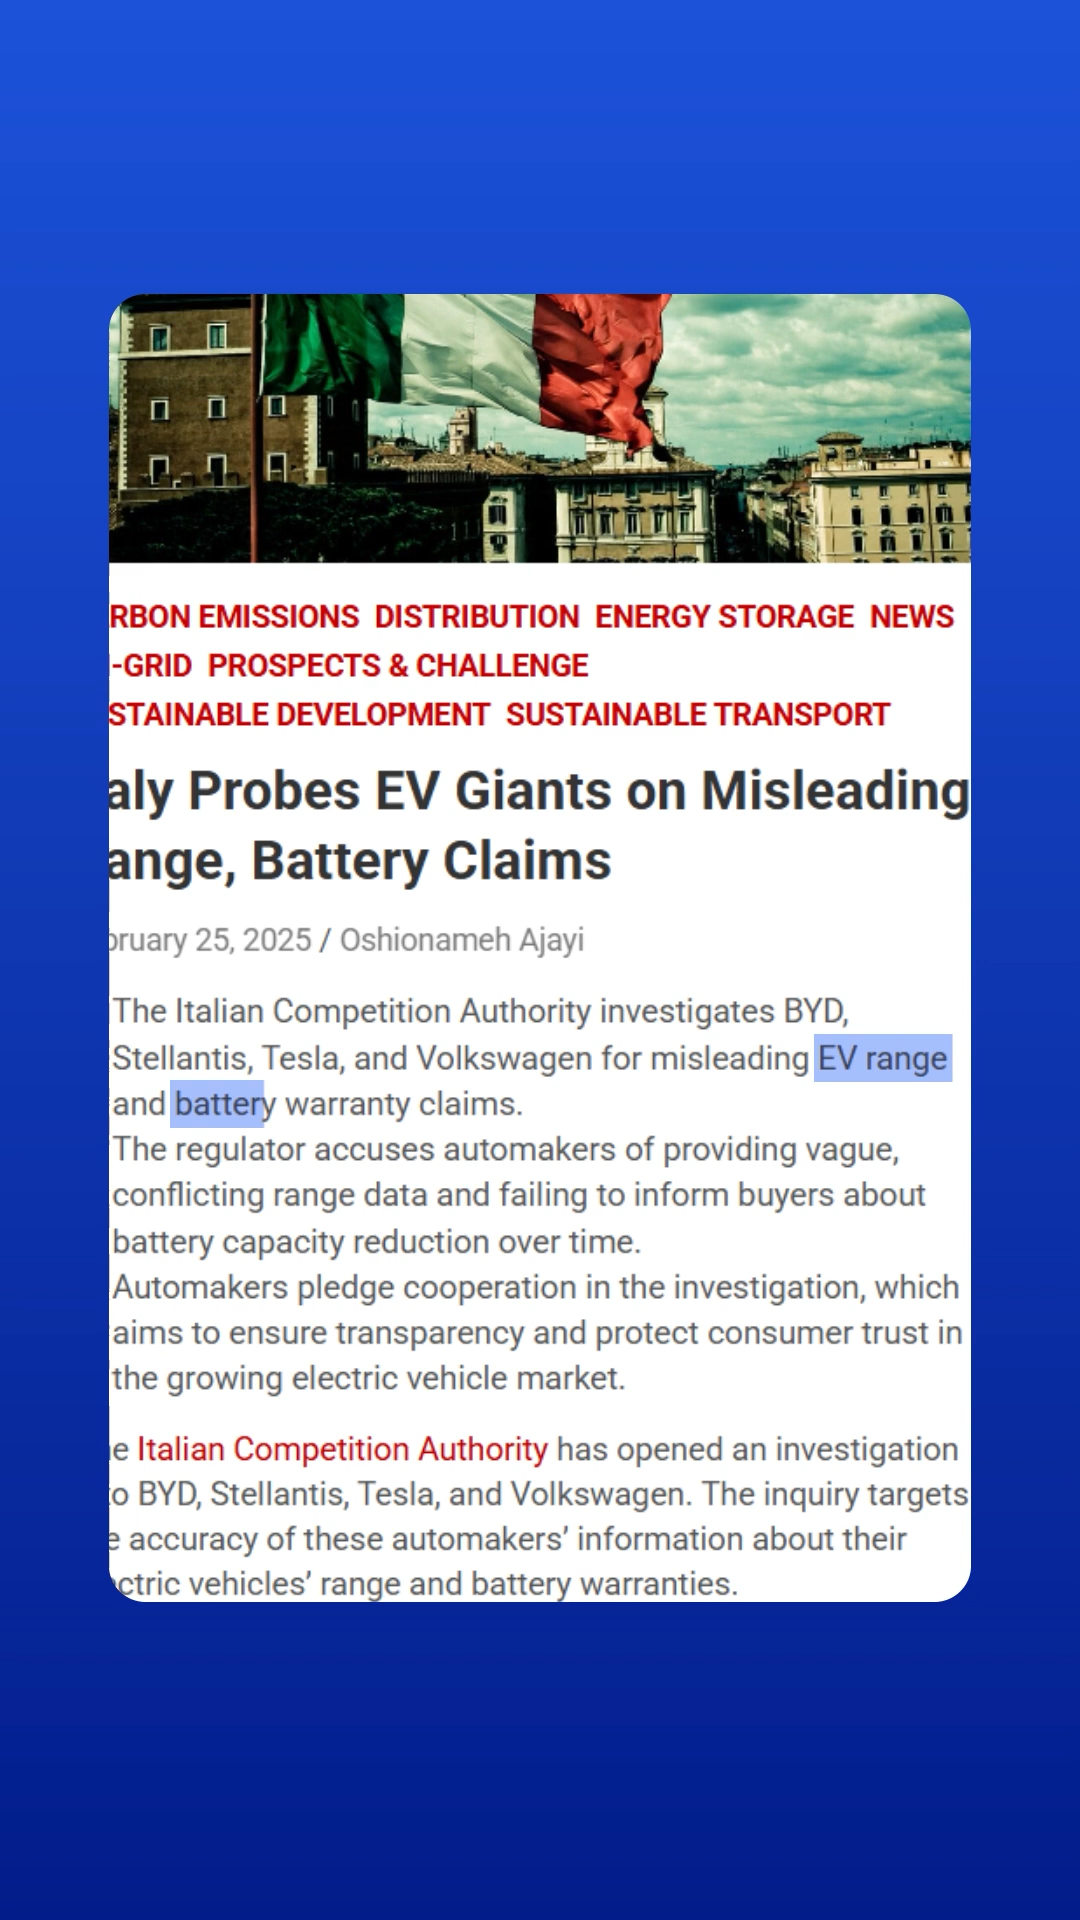 RBON EMISSIONS DISTRIBUTION ENERGY STORAGE NEWS
-GRID PROSPECTS & CHALLENGE
STAINABLE DEVELOPMENT SUSTAINABLE TRANSPORT
aly Probes EV Giants on Misleading
ange, Battery Claims
bruary 25, 2025 / Oshionameh Ajayi
The Italian Competition Authority investigates BYD,
Stellantis, Tesla, and Volkswagen for misleading EV range
and battery warranty claims.
The regulator accuses automakers of providing vague,
conflicting range data and failing to inform buyers about
battery capacity reduction over time.
Automakers pledge cooperation in the investigation, which
aims to ensure transparency and protect consumer trust in
the growing electric vehicle market.
e Italian Competition Authority has opened an investigation
to BYD, Stellantis, Tesla, and Volkswagen. The inquiry targets
e accuracy of these automakers’ information about their
ctric vehicles’ range and battery warranties.